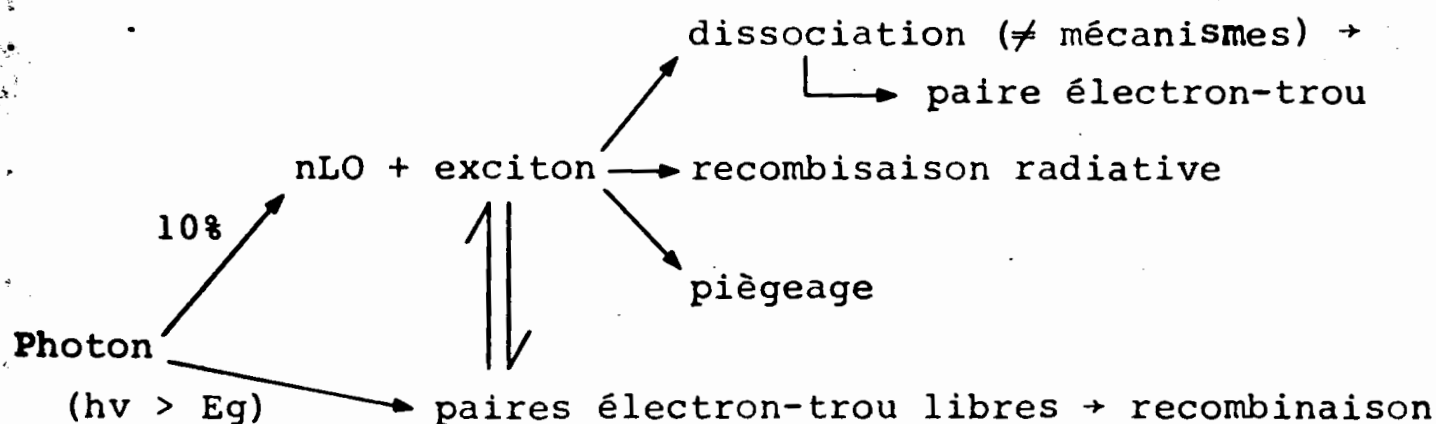 dissociation (≠ mécanismes) →
paire électron-trou
nLO + exciton → recombisaison radiative
10%
piègeage
Photon
(hν > Eg) → paires électron-trou libres → recombinaison